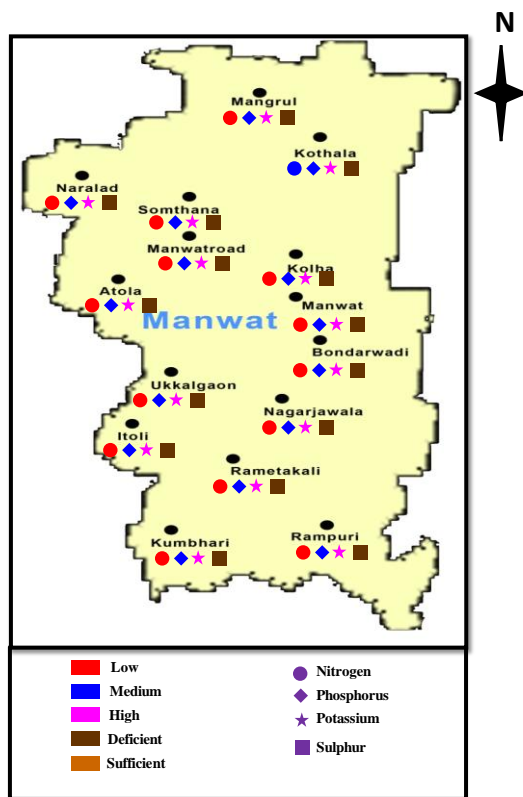 N
Mangrul
Kothala
Naralad
Somthana
Manwatroad
Kolha
Atola
Manwat
Manwat
Bondarwadi
Ukkalgaon
Nagarjawala
Itoli
Rametakali
Rampuri
Kumbhari
Low
Medium
High
Deficient
Sufficient
Nitrogen
Phosphorus
Potassium
Sulphur